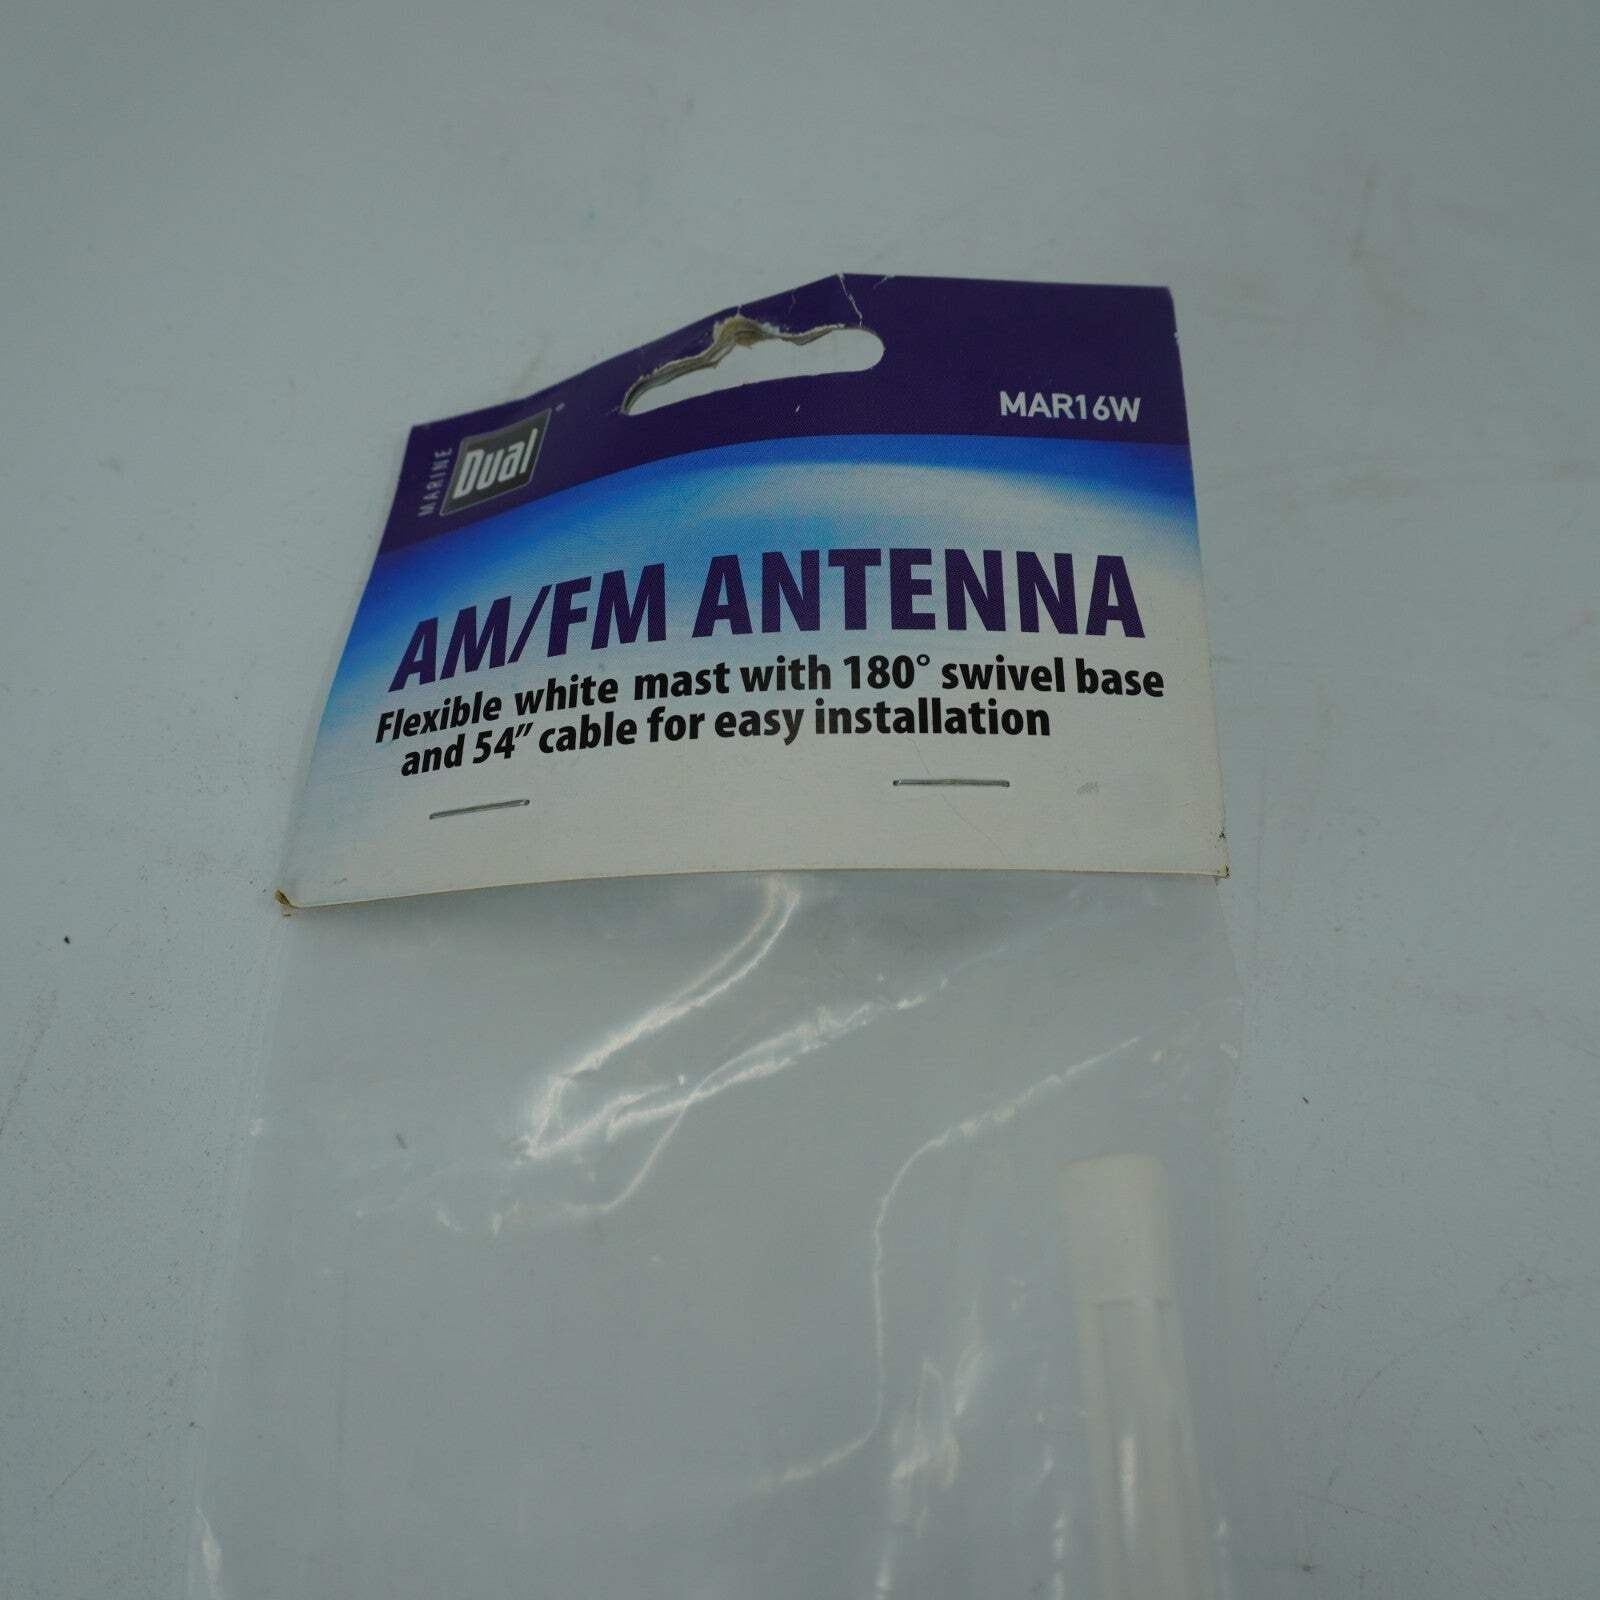 MARINE
Dual
MAR16W
AM/FM ANTENNA
Flexible white mast with 180° swivel base
and 54" cable for easy installation